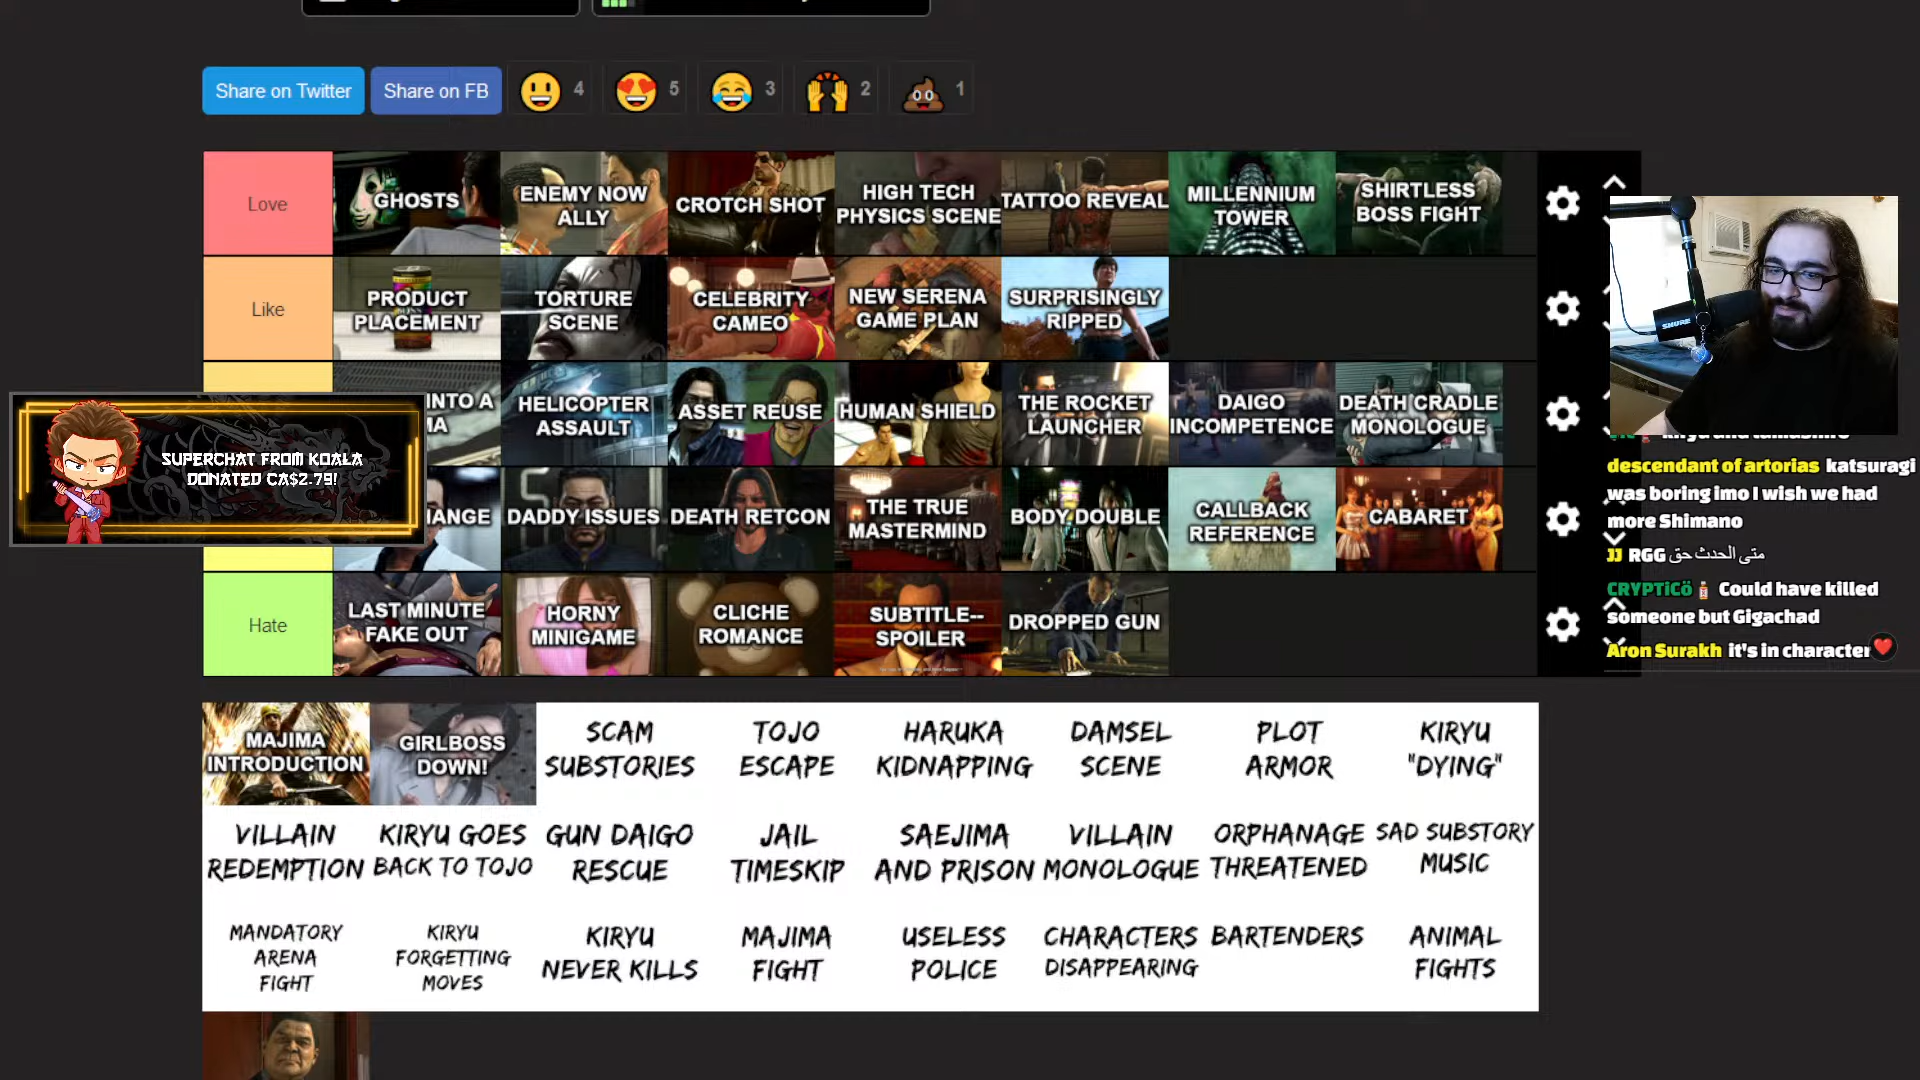 Share on Twitter
Share on FB
4
5
3
2
1
Love
GHOSTS
ENEMY NOW
ALLY
CROTCH SHOT
HIGH TECH
PHYSICS SCENE
TATTOO REVEAL
MILLENNIUM
TOWER
SHIRTLESS
BOSS FIGHT
Like
PRODUCT
PLACEMENT
TORTURE
SCENE
CELEBRITY
CAMEO
NEW SERENA
GAME PLAN
SURPRISINGLY
RIPPED
INTO A
HELICOPTER
ASSAULT
ASSET REUSE
HUMAN SHIELD
THE ROCKET
LAUNCHER
DAIGO
INCOMPETENCE
DEATH CRADLE
MONOLOGUE
SUPERCHAT FROM KOALA
DONATED CA$2.79!
DADDY ISSUES
DEATH RETCON
THE TRUE
MASTERMIND
BODY DOUBLE
CALLBACK
REFERENCE
CABARET
Hate
LAST MINUTE
FAKE OUT
HORNY
MINIGAME
CLICHE
ROMANCE
SUBTITLE--
SPOILER
DROPPED GUN
SHURE
descendant of artorias katsuragi
was boring imo I wish we had
more Shimano
JJ RGG متى الحدث حق
CRYPTiCö Could have killed
someone but Gigachad
Aron Surakh it's in character
MAJIMA
INTRODUCTION
GIRLBOSS
DOWN!
SCAM
SUBSTORIES
TOJO
ESCAPE
HARUKA
KIDNAPPING
DAMSEL
SCENE
PLOT
ARMOR
KIRYU
"DYING"
VILLAIN
REDEMPTION
KIRYU GOES
BACK TO TOJO
GUN DAIGO
RESCUE
JAIL
TIMESKIP
SAEJIMA
AND PRISON
VILLAIN
MONOLOGUE
ORPHANAGE
THREATENED
SAD SUBSTORY
MUSIC
MANDATORY
ARENA
FIGHT
KIRYU
FORGETTING
MOVES
KIRYU
NEVER KILLS
MAJIMA
FIGHT
USELESS
POLICE
CHARACTERS
DISAPPEARING
BARTENDERS
ANIMAL
FIGHTS